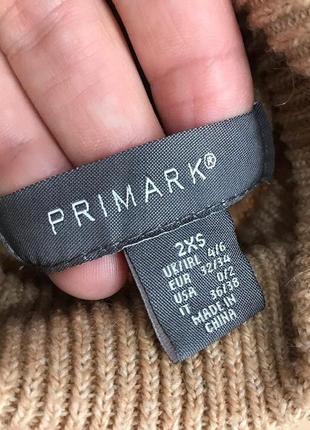 PRIMARK®
2XS
UK/IRL 4/6
EUR 32/34
USA 0/2
IT 36/38
MADE IN
CHINA